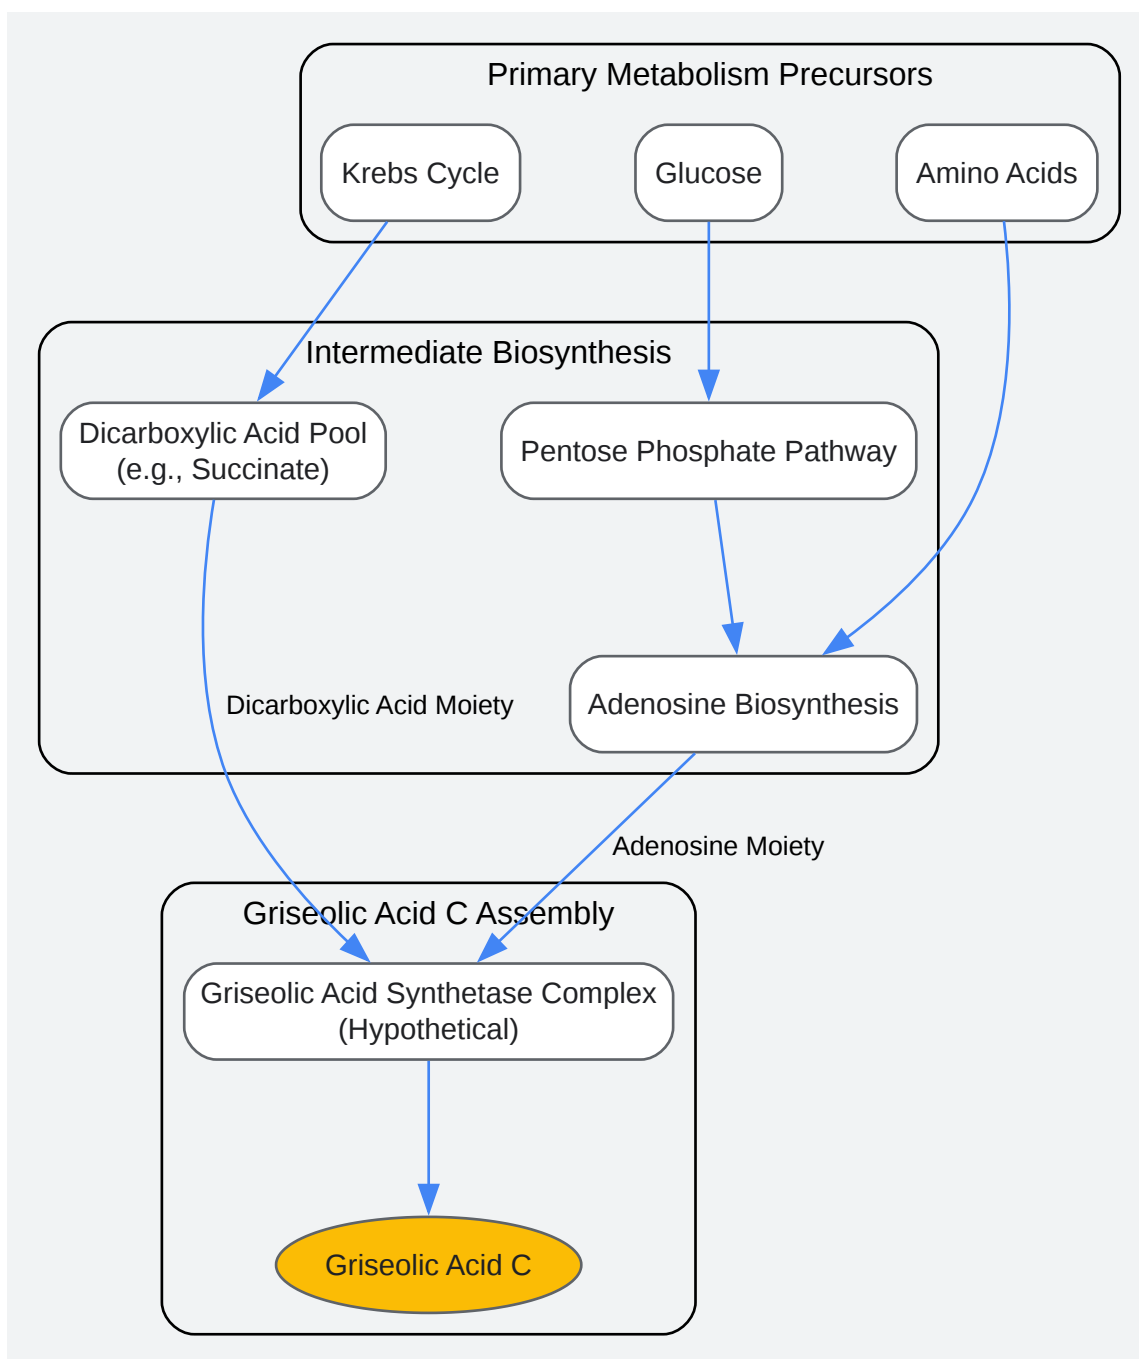 Primary Metabolism Precursors
Krebs Cycle
Glucose
Amino Acids
Intermediate Biosynthesis
Dicarboxylic Acid Pool
(e.g., Succinate)
Pentose Phosphate Pathway
Dicarboxylic Acid Moiety
Adenosine Biosynthesis
Adenosine Moiety
Griseolic Acid C Assembly
Griseolic Acid Synthetase Complex
(Hypothetical)
Griseolic Acid C